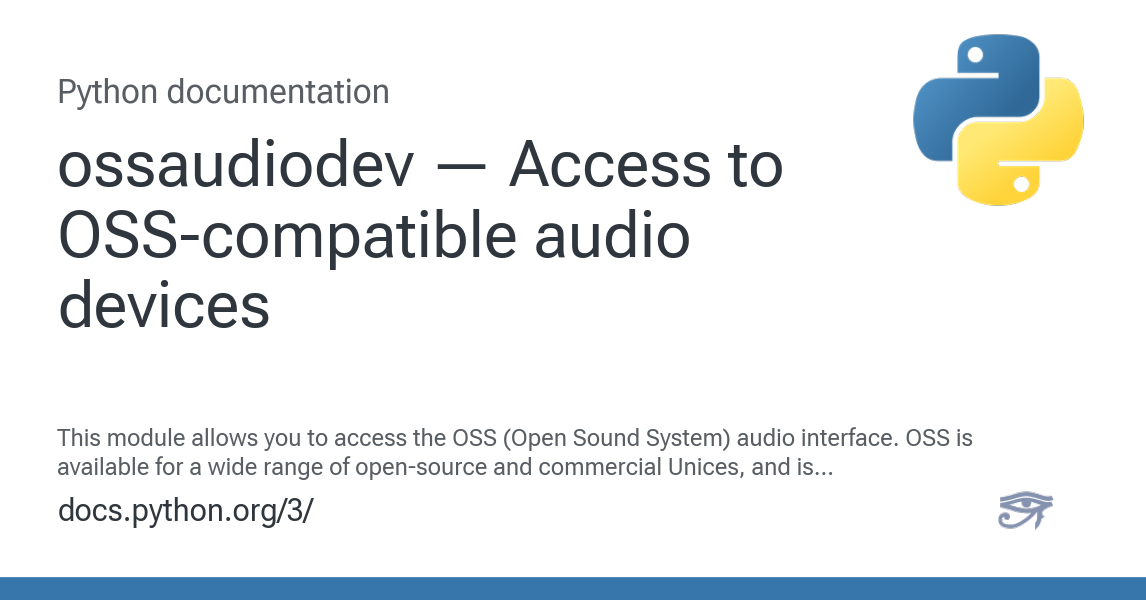 Python documentation
ossaudiodev — Access to
OSS-compatible audio
devices
This module allows you to access the OSS (Open Sound System) audio interface. OSS is
available for a wide range of open-source and commercial Unices, and is...
docs.python.org/3/